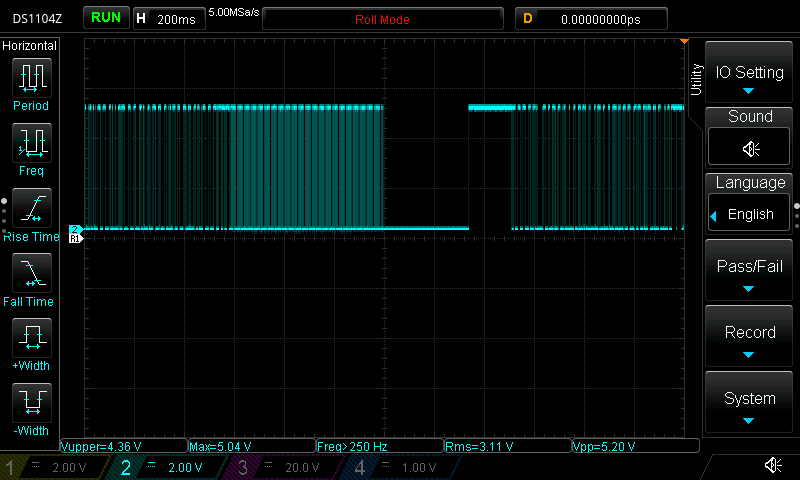 DS1104Z RUN H 200ms 5.00MSa/s Roll Mode D 0.00000000ps
Horizontal
Period
Freq
Rise Time
Fall Time
+Width
-Width
2
R1
Utility
IO Setting
Sound
Language
English
Pass/Fail
Record
System
Vupper=4.36 V Max=5.04 V Freq>250 Hz Rms=3.11 V Vpp=5.20 V
1 = 2.00 V 2 = 2.00 V 3 = 20.0 V 4 = 1.00 V